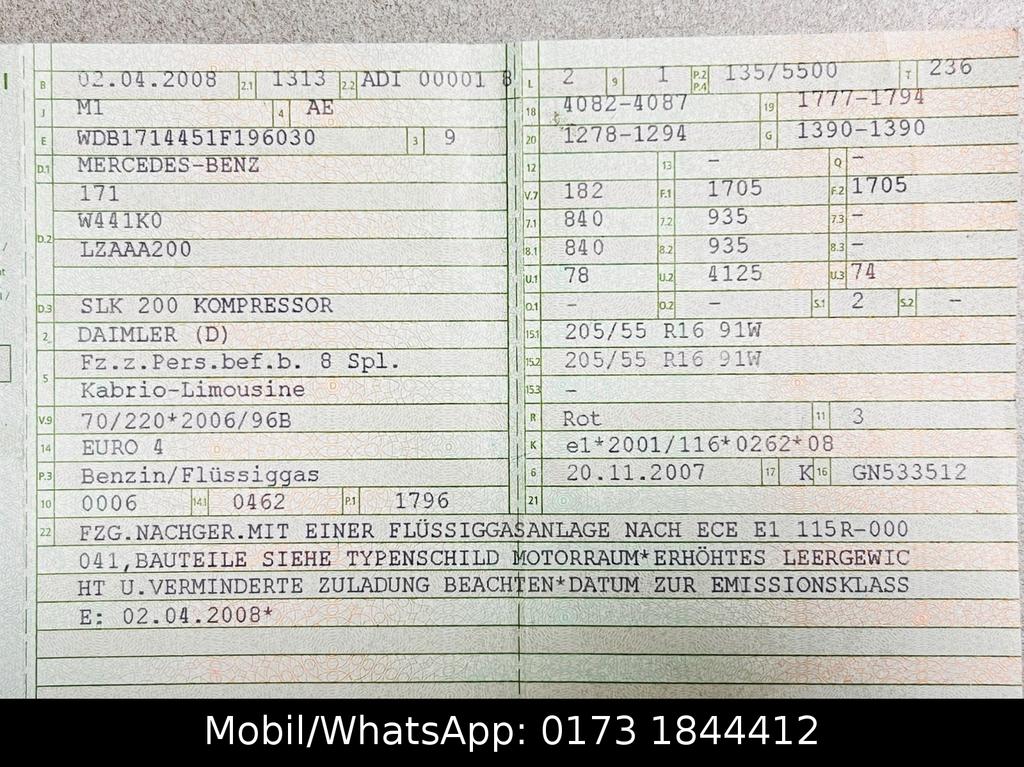 B 02.04.2008 2.1 1313 2.2 ADI 00001 8
J M1 4 AE
E WDB1714451F196030 3 9
D.1 MERCEDES-BENZ
171
D.2 W441K0
LZAAA200
D.3 SLK 200 KOMPRESSOR
2 DAIMLER (D)
5 Fz.z.Pers.bef.b. 8 Spl.
Kabrio-Limousine
V.9 70/220*2006/96B
14 EURO 4
P.3 Benzin/Flüssiggas
10 0006 14.1 0462 P.1 1796
L 2 9 1 P.2 P.4 135/5500 T 236
18 4082-4087 19 1777-1794
20 1278-1294 G 1390-1390
12 13 - Q -
V.7 182 F.1 1705 F.2 1705
7.1 840 7.2 935 7.3 -
8.1 840 8.2 935 8.3 -
U.1 78 U.2 4125 U.3 74
O.1 - O.2 - S.1 2 S.2 -
15.1 205/55 R16 91W
15.2 205/55 R16 91W
15.3 -
R Rot 11 3
K e1*2001/116*0262*08
6 20.11.2007 17 K 16 GN533512
21
22 FZG.NACHGER.MIT EINER FLÜSSIGGASANLAGE NACH ECE E1 115R-000
041,BAUTEILE SIEHE TYPENSCHILD MOTORRAUM*ERHÖHTES LEERGEWIC
HT U.VERMINDERTE ZULADUNG BEACHTEN*DATUM ZUR EMISSIONSKLASS
E: 02.04.2008*
Mobil/WhatsApp: 0173 1844412